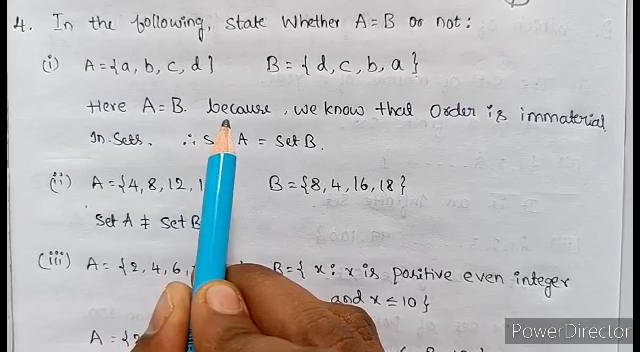 4. In the following, state whether A = B or not :
(i) A = {a, b, c, d} B = { d, c, b, a }
Here A = B. because, we know that Order is immaterial
In Sets. ∴ A = Set B.
(ii) A = {4, 8, 12, B = {8, 4, 16, 18}
Set A ≠ Set B
(iii) A = {2, 4, 6, B = { x : x is positive even integer
and x ≤ 10 }
A = {
PowerDirector